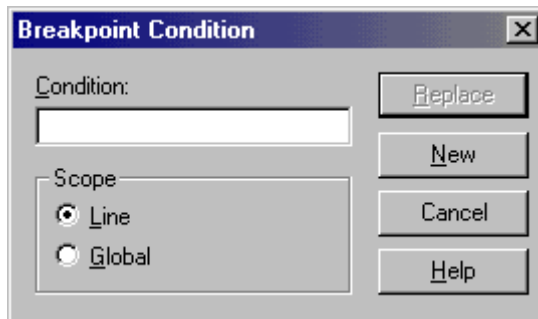 Breakpoint Condition
Condition:
Replace
New
Scope
Line
Cancel
Global
Help